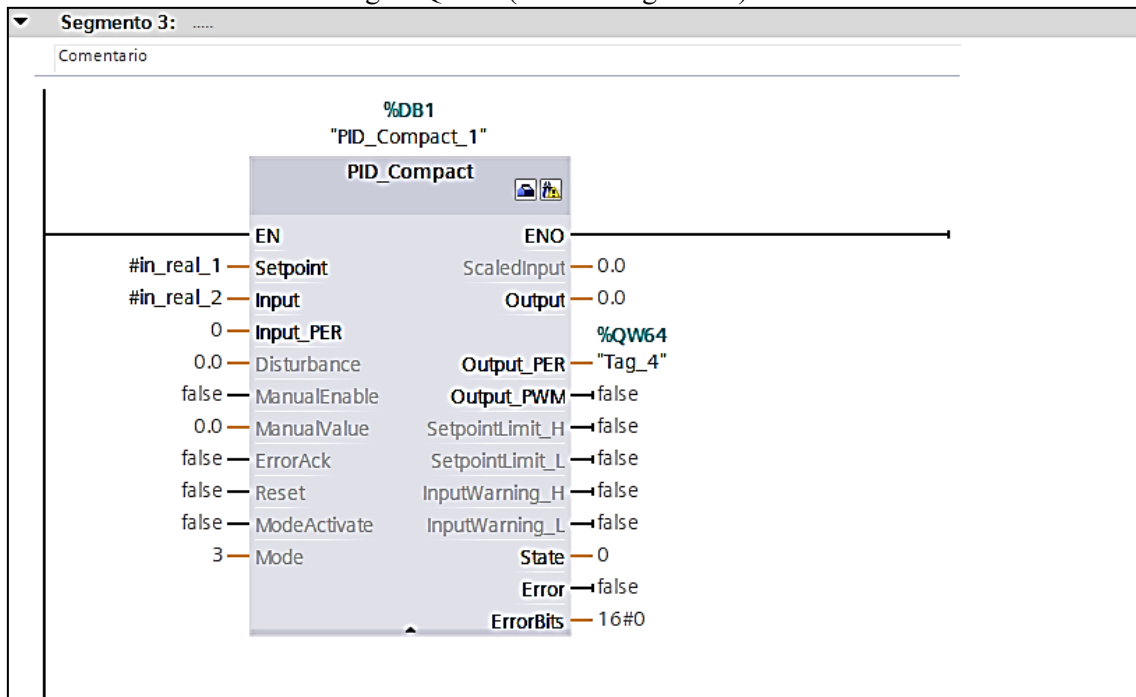 Segmento 3: .....
Comentario
%DB1
"PID_Compact_1"
PID_Compact
EN ENO
#in_real_1 Setpoint ScaledInput 0.0
#in_real_2 Input Output 0.0
0 Input_PER %QW64
0.0 Disturbance Output_PER "Tag_4"
false ManualEnable Output_PWM false
0.0 ManualValue SetpointLimit_H false
false ErrorAck SetpointLimit_L false
false Reset InputWarning_H false
false ModeActivate InputWarning_L false
3 Mode State 0
Error false
ErrorBits 16#0